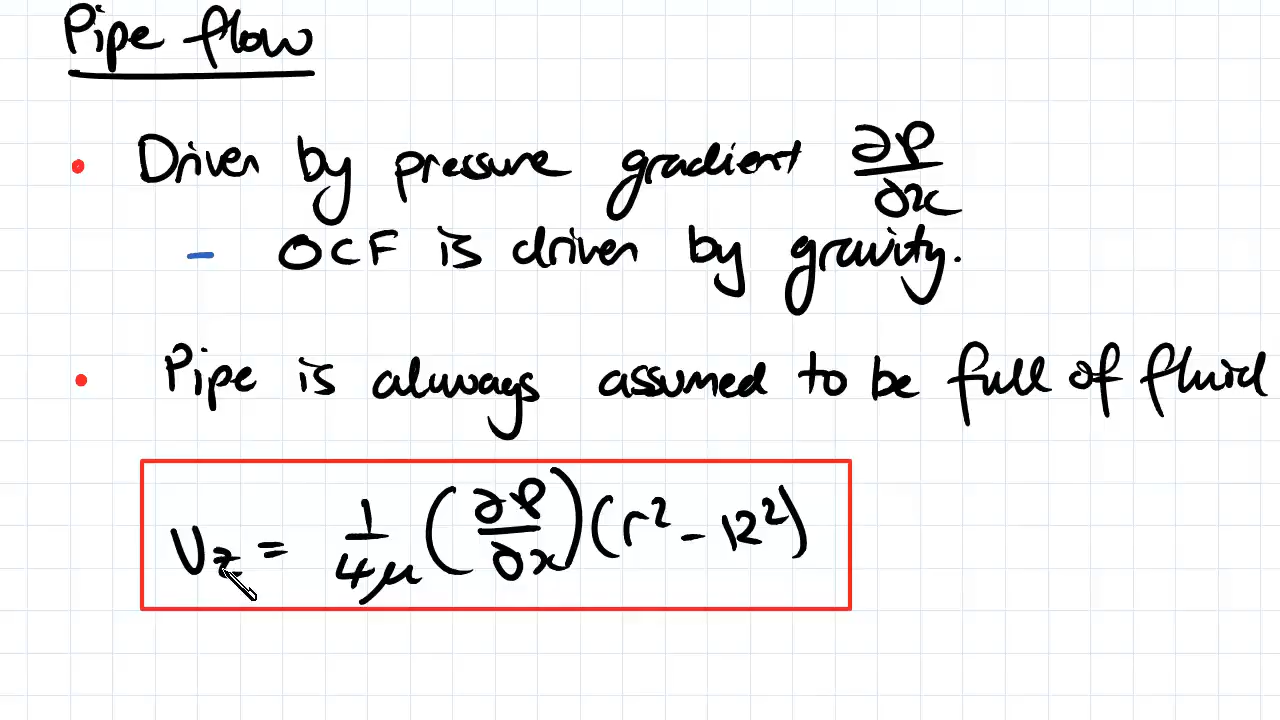 Pipe flow
• Driven by pressure gradient ∂P/∂x
- OCF is driven by gravity.
• Pipe is always assumed to be full of fluid
Vz = 1/4μ (∂P/∂x)(r² - R²)